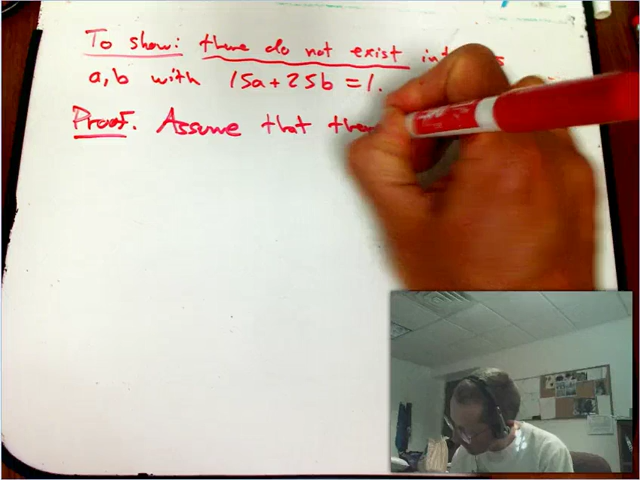 To show: there do not exist
a, b with 15a + 25b = 1.
Proof. Assume that